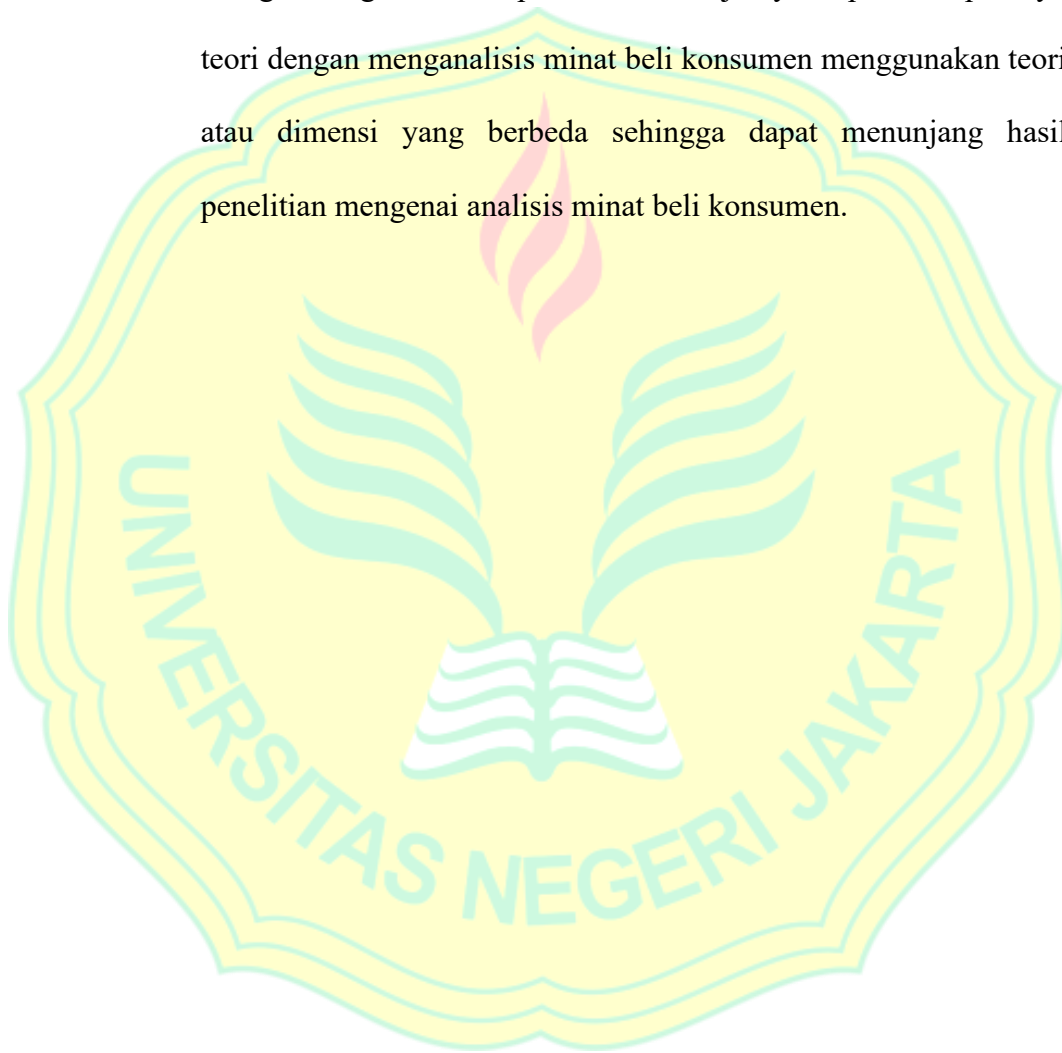 teori dengan menganalisis minat beli konsumen menggunakan teori
atau dimensi yang berbeda sehingga dapat menunjang hasil
penelitian mengenai analisis minat beli konsumen.
UNIVERSITAS NEGERI JAKARTA